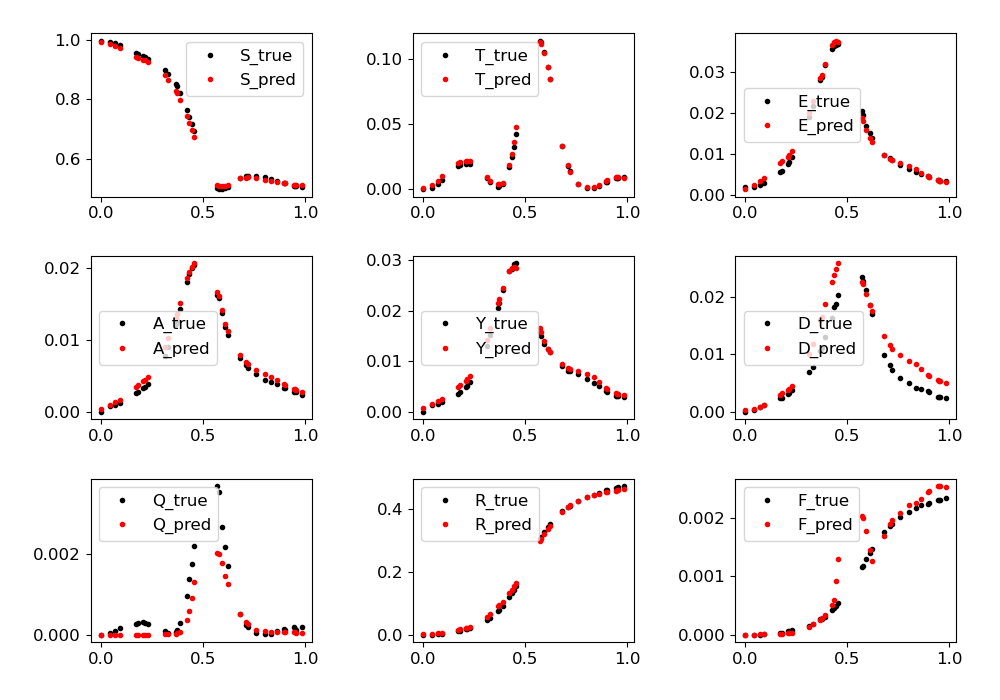 1.0
0.8
0.6
0.0 0.5 1.0
S_true
S_pred
0.10
0.05
0.00
0.0 0.5 1.0
T_true
T_pred
0.03
0.02
0.01
0.00
0.0 0.5 1.0
E_true
E_pred
0.02
0.01
0.00
0.0 0.5 1.0
A_true
A_pred
0.03
0.02
0.01
0.00
0.0 0.5 1.0
Y_true
Y_pred
0.02
0.01
0.00
0.0 0.5 1.0
D_true
D_pred
0.002
0.000
0.0 0.5 1.0
Q_true
Q_pred
0.4
0.2
0.0
0.0 0.5 1.0
R_true
R_pred
0.002
0.001
0.000
0.0 0.5 1.0
F_true
F_pred